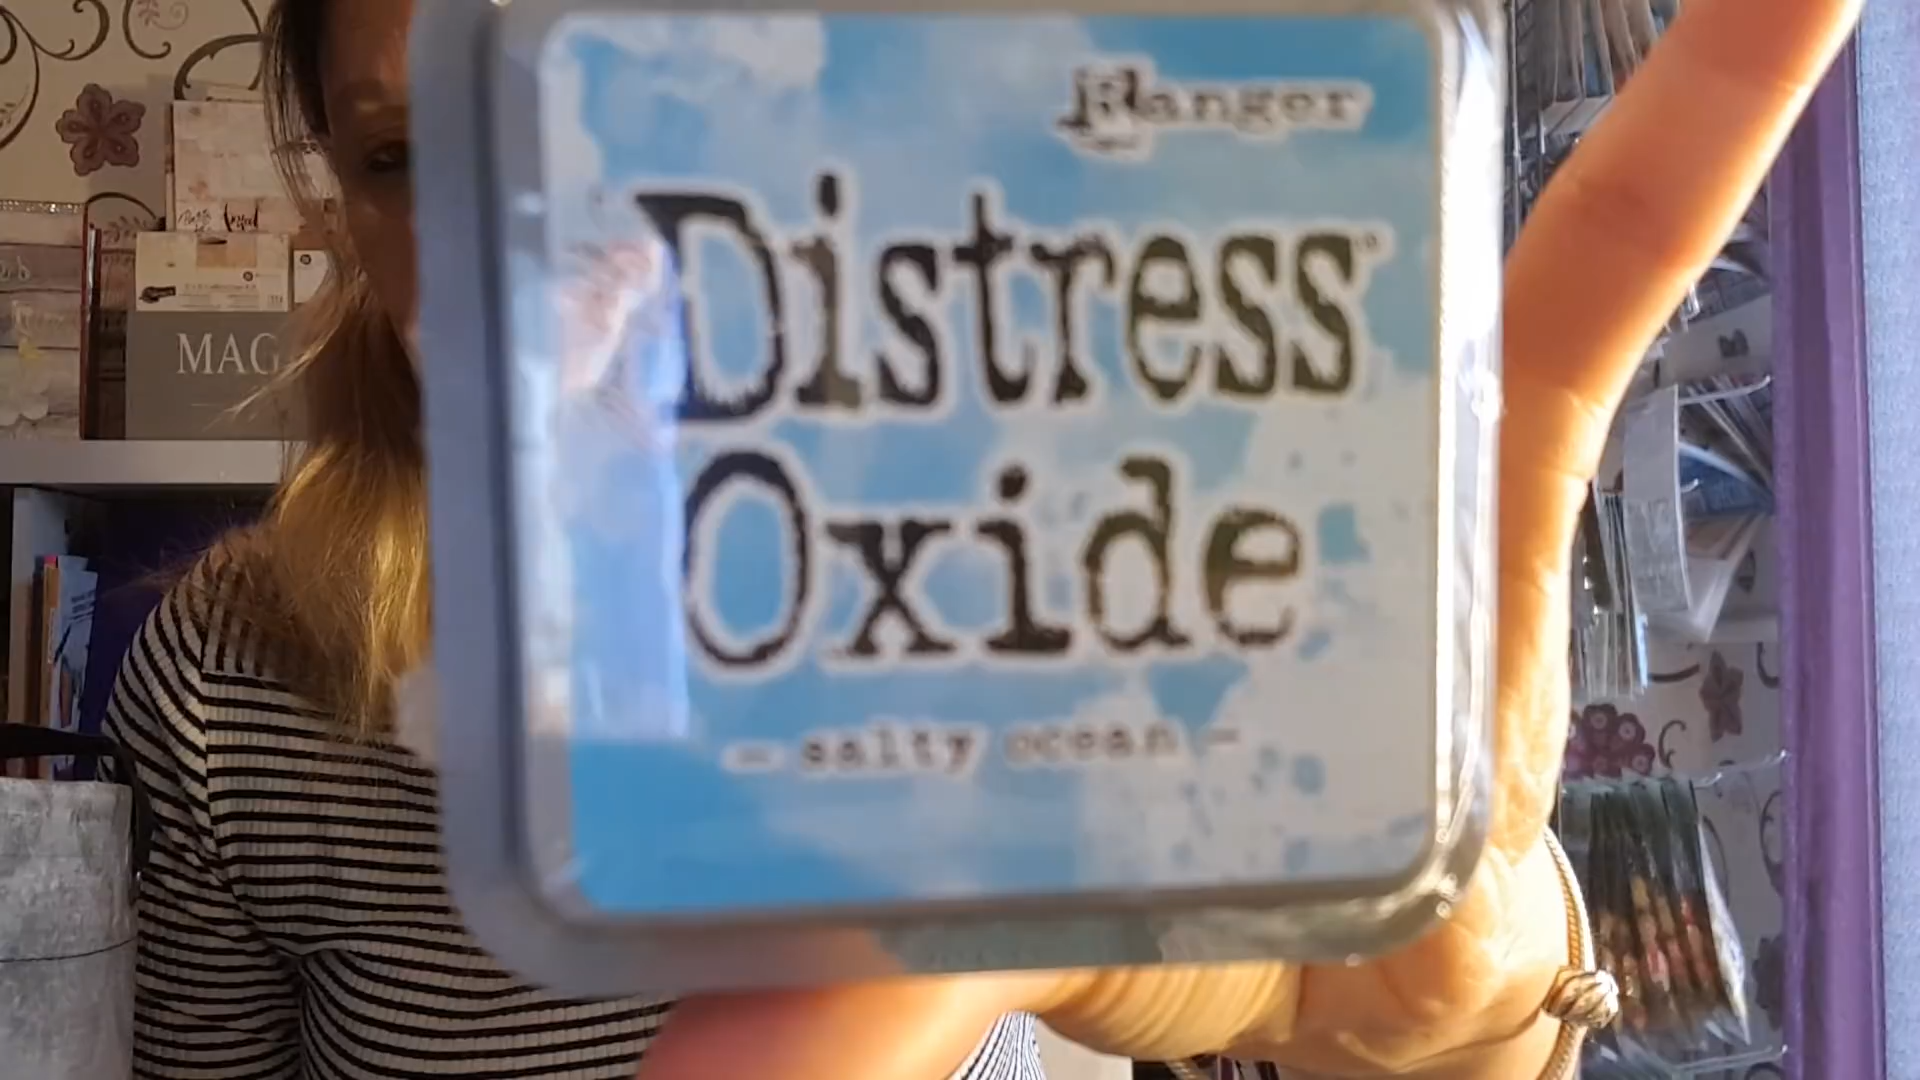 Ranger
Distress
Oxide
- salty ocean -
MAG